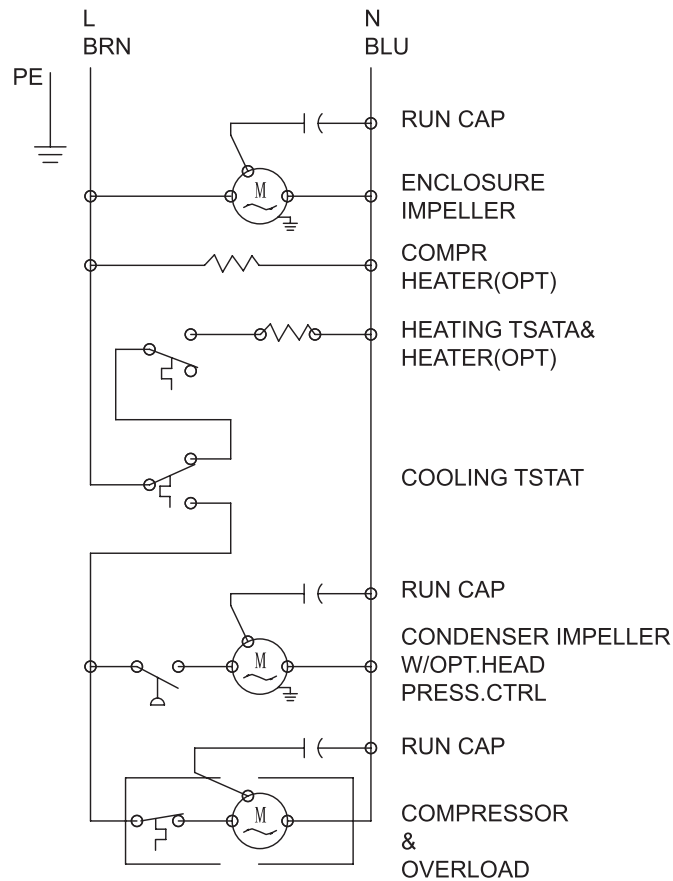 L
BRN
N
BLU
PE
RUN CAP
M
ENCLOSURE
IMPELLER
COMPR
HEATER(OPT)
HEATING TSATA&
HEATER(OPT)
COOLING TSTAT
RUN CAP
M
CONDENSER IMPELLER
W/OPT.HEAD
PRESS.CTRL
RUN CAP
M
COMPRESSOR
&
OVERLOAD